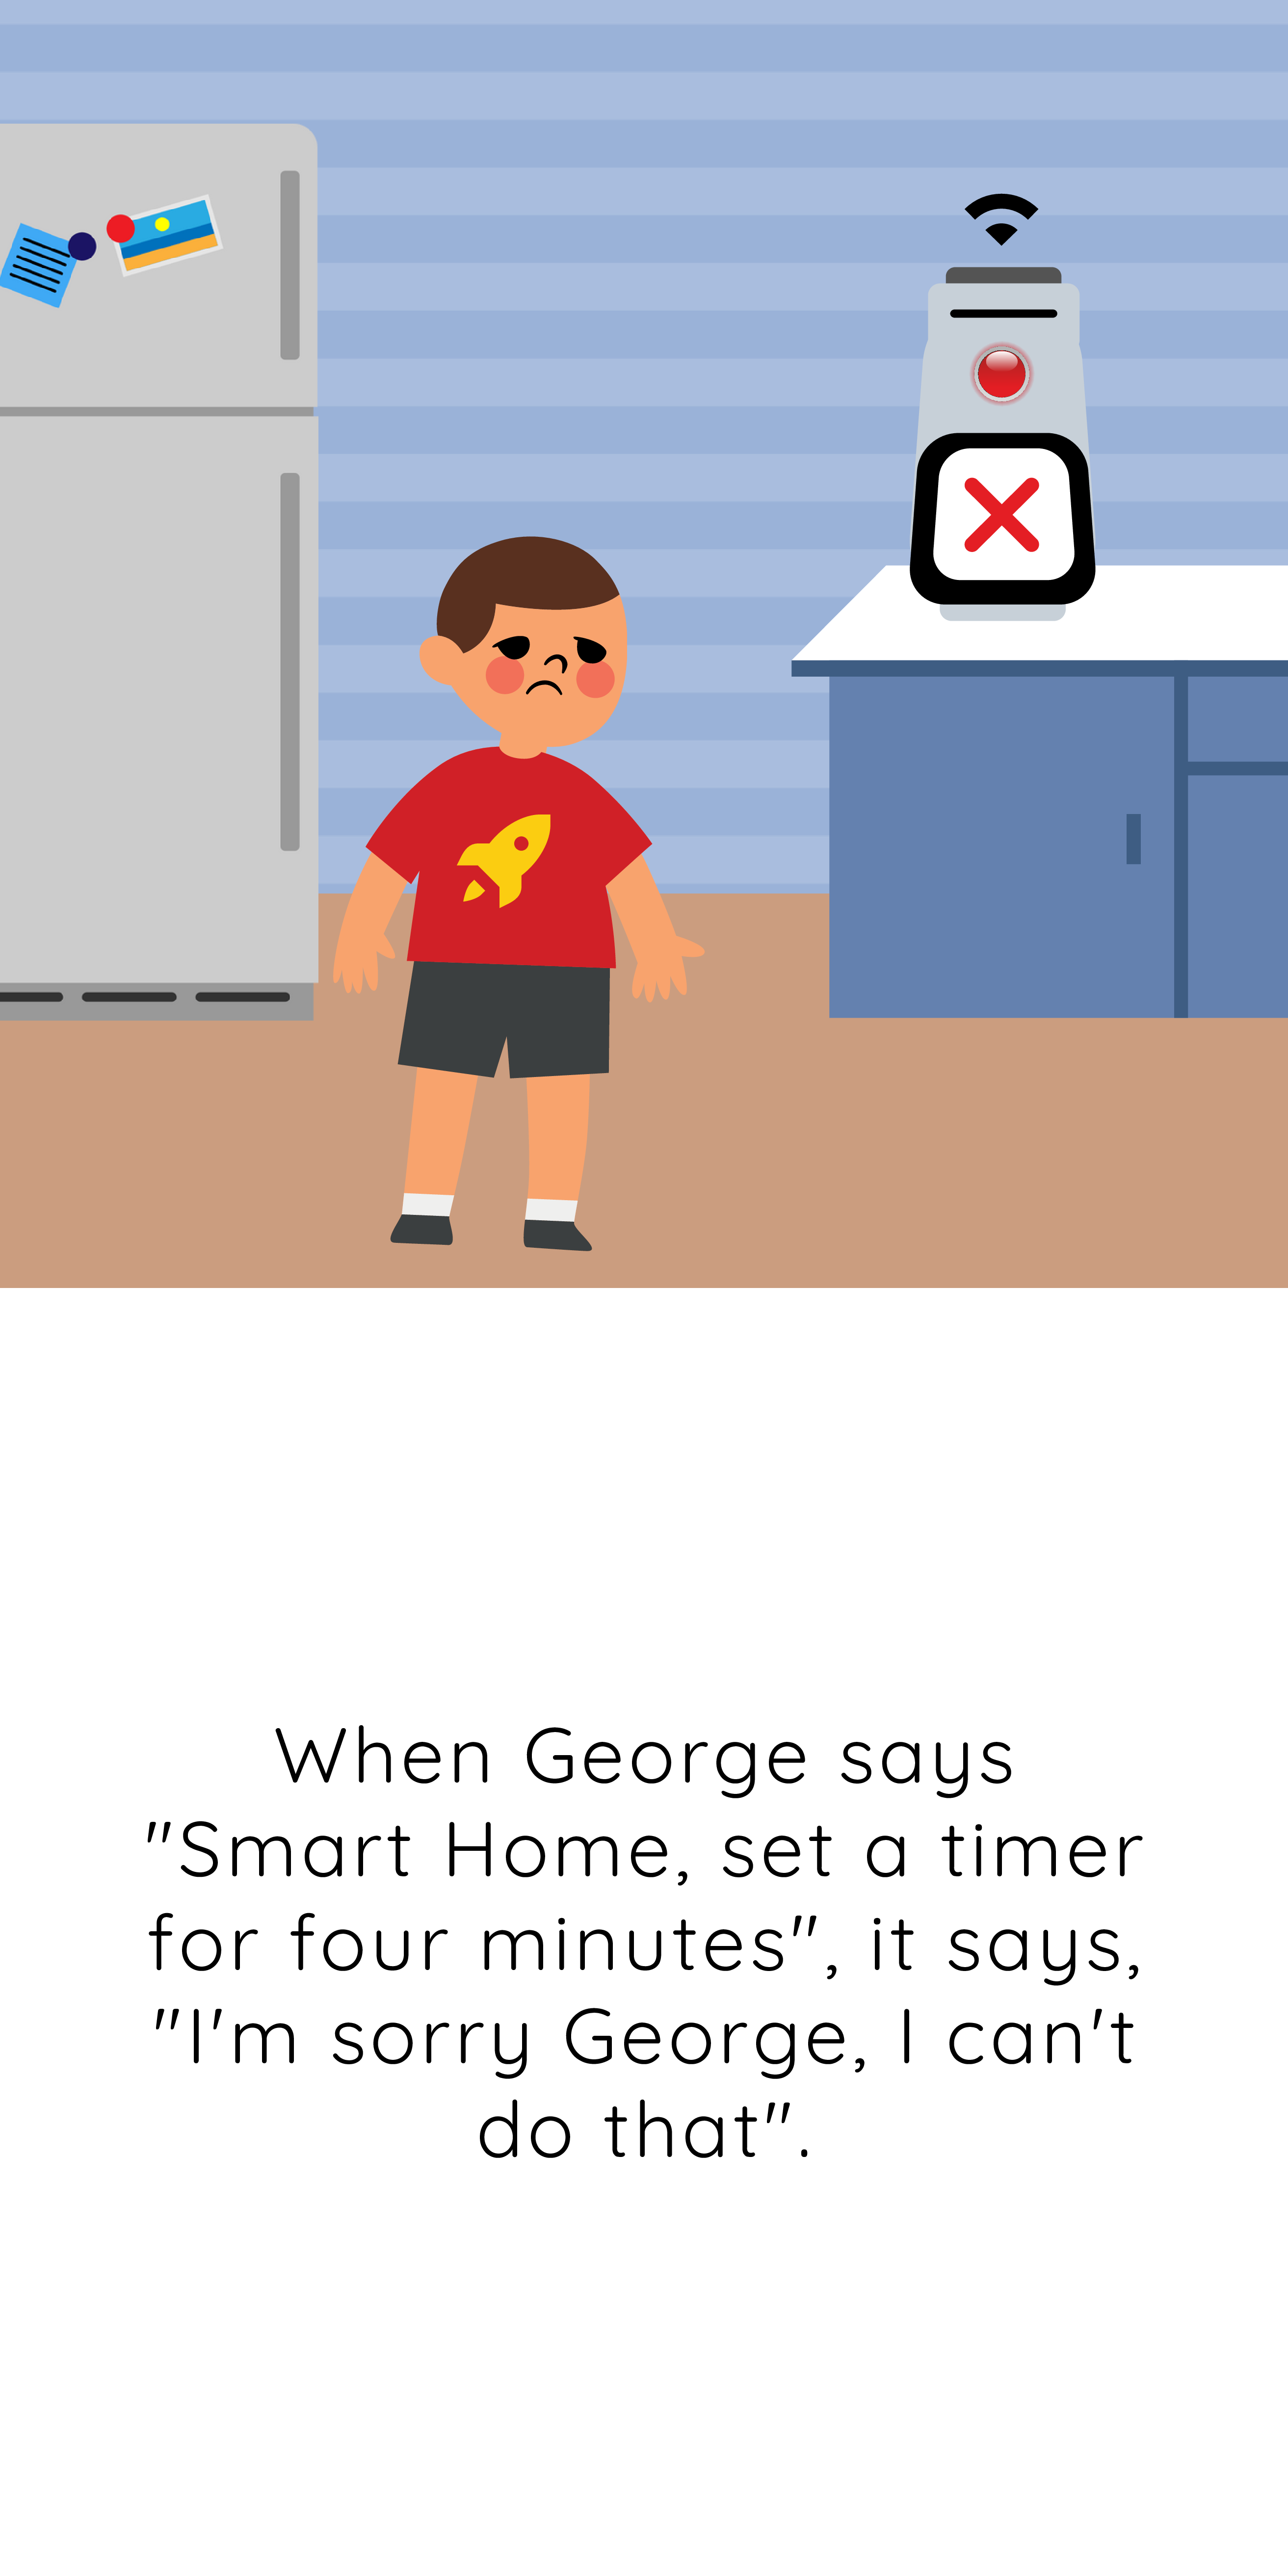 When George says
"Smart Home, set a timer
for four minutes", it says,
"I'm sorry George, I can't
do that".